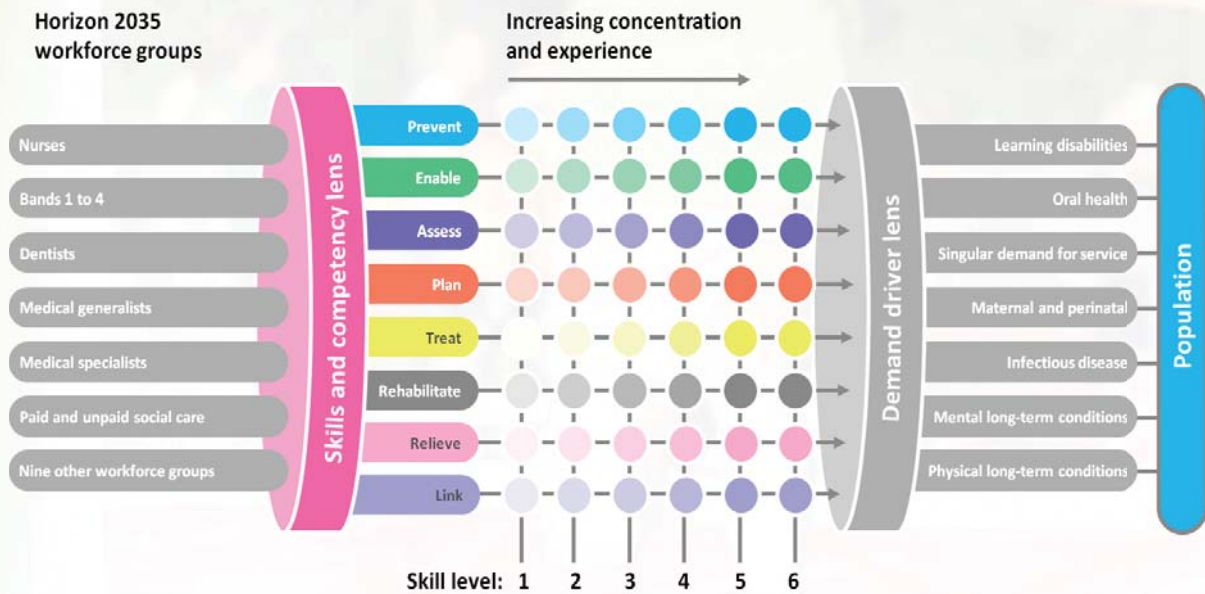 Horizon 2035
workforce groups
Increasing concentration
and experience
Nurses
Bands 1 to 4
Dentists
Medical generalists
Medical specialists
Paid and unpaid social care
Nine other workforce groups
Skills and competency lens
Prevent
Enable
Assess
Plan
Treat
Rehabilitate
Relieve
Link
Skill level: 1 2 3 4 5 6
Demand driver lens
Learning disabilities
Oral health
Singular demand for service
Maternal and perinatal
Infectious disease
Mental long-term conditions
Physical long-term conditions
Population